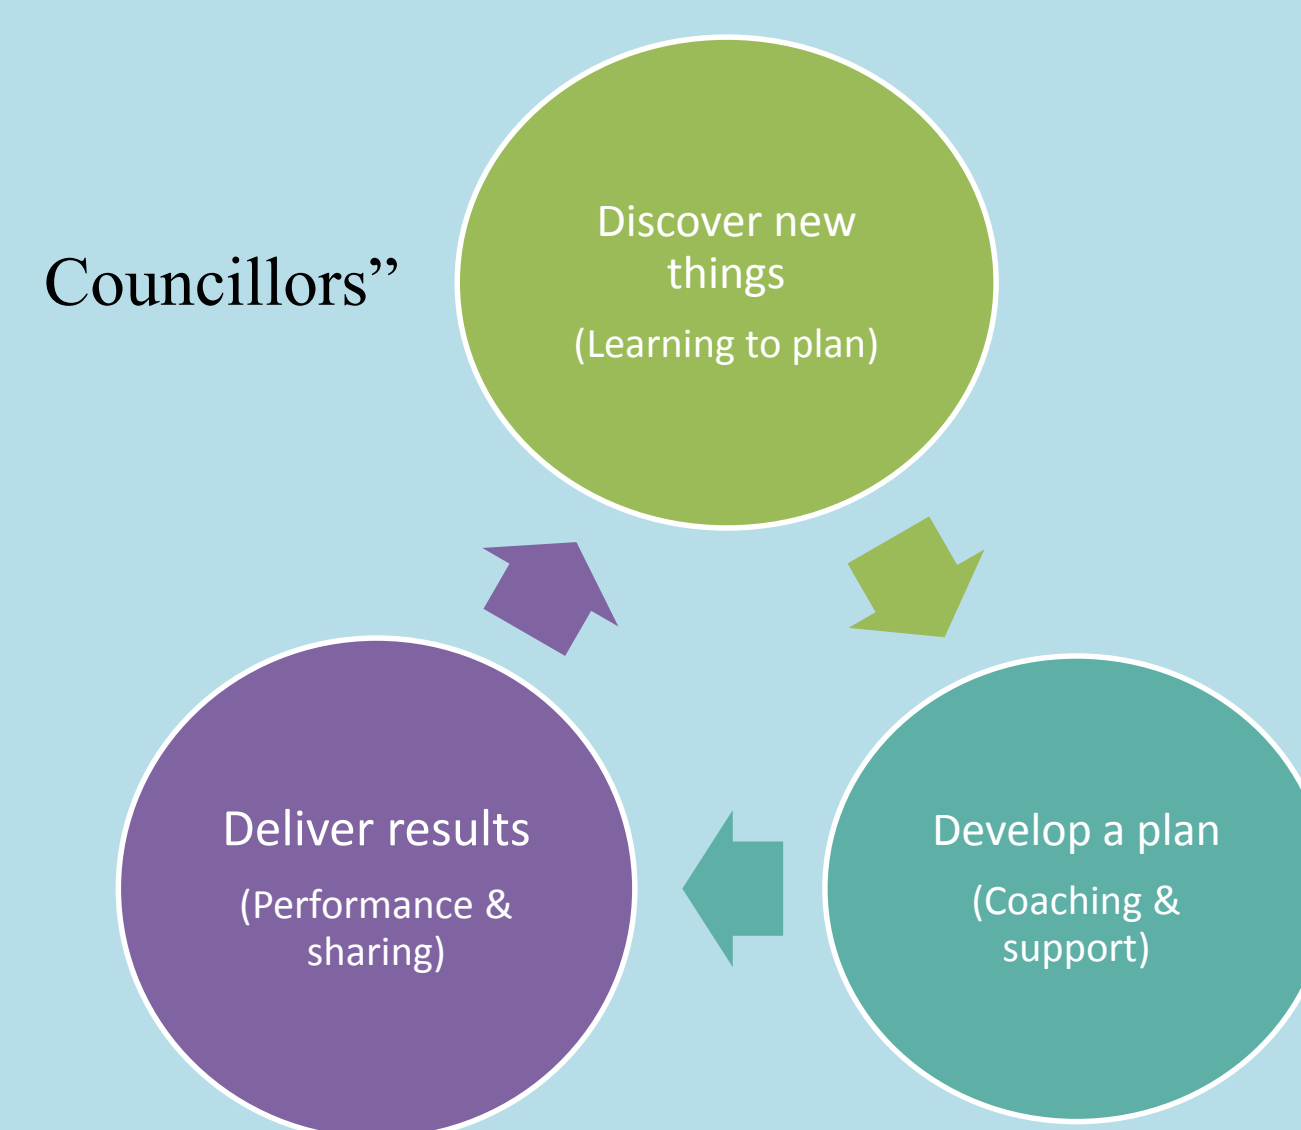 Councillors”
Discover new
things
(Learning to plan)
Develop a plan
(Coaching &
support)
Deliver results
(Performance &
sharing)